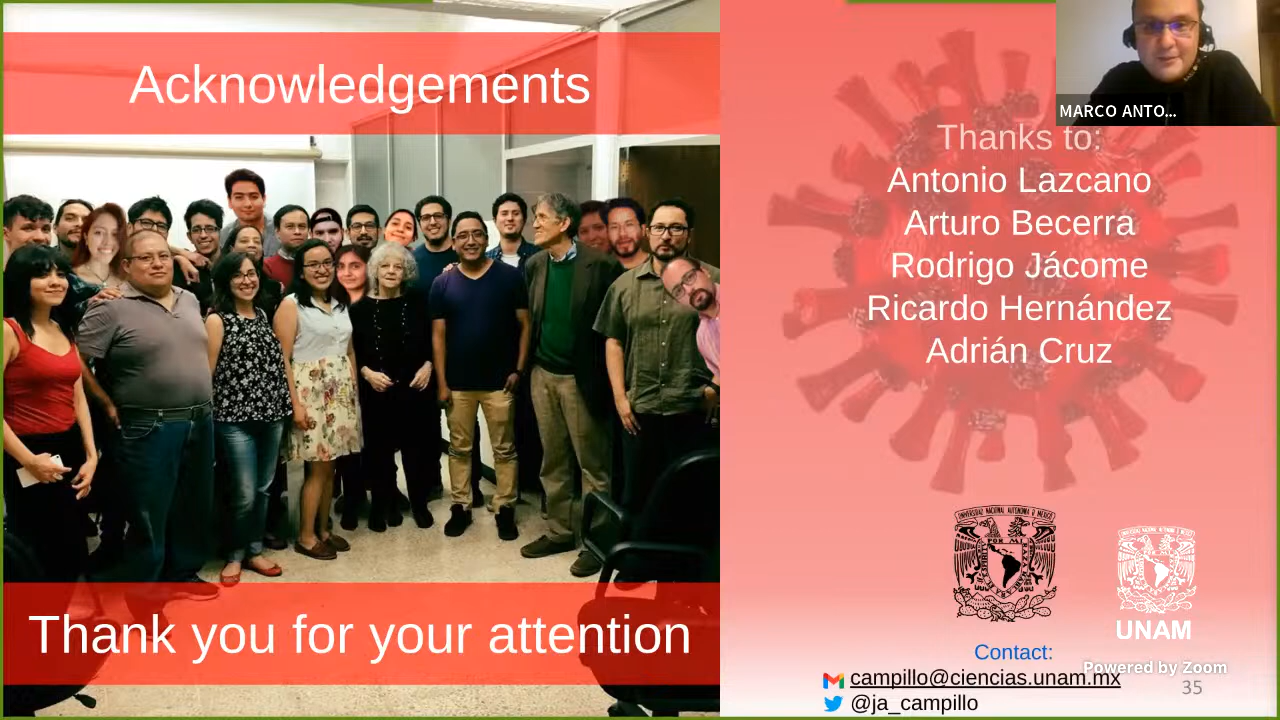 Acknowledgements
MARCO ANTO...
Thanks to:
Antonio Lazcano
Arturo Becerra
Rodrigo Jácome
Ricardo Hernández
Adrián Cruz
Thank you for your attention
UNAM
Contact:
Powered by Zoom
campillo@ciencias.unam.mx
35
@ja_campillo